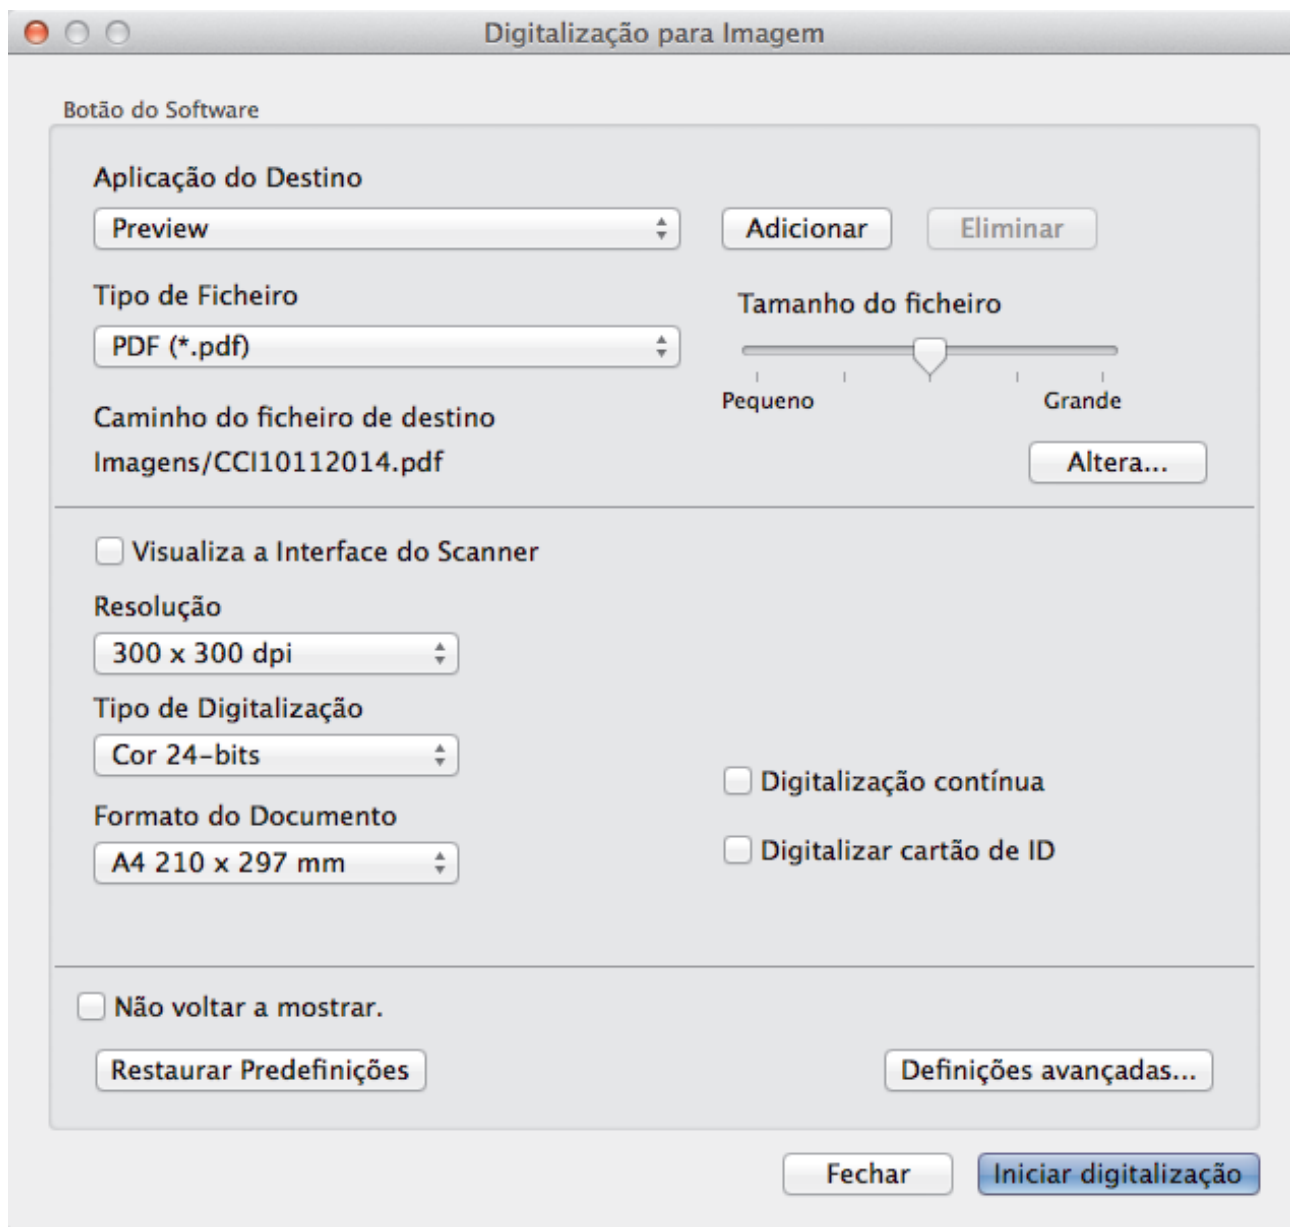 Digitalização para Imagem
Botão do Software
Aplicação do Destino
Preview
Adicionar
Eliminar
Tipo de Ficheiro
Tamanho do ficheiro
PDF (*.pdf)
Pequeno
Grande
Caminho do ficheiro de destino
Imagens/CCI10112014.pdf
Altera...
Visualiza a Interface do Scanner
Resolução
300 x 300 dpi
Tipo de Digitalização
Cor 24-bits
Digitalização contínua
Formato do Documento
A4 210 x 297 mm
Digitalizar cartão de ID
Não voltar a mostrar.
Restaurar Predefinições
Definições avançadas...
Fechar
Iniciar digitalização